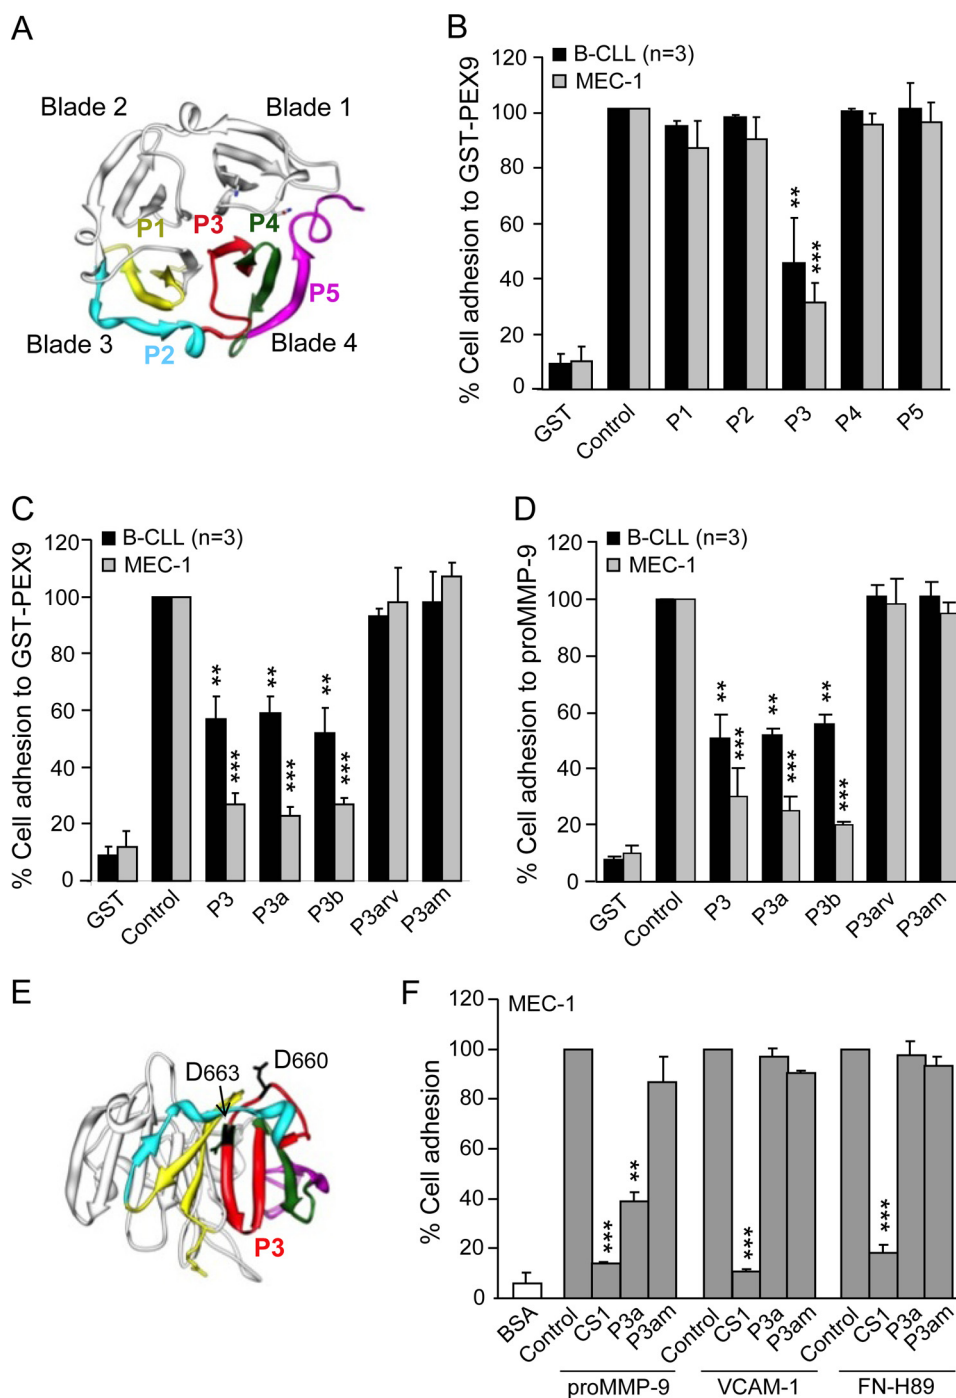 A
Blade 2
Blade 1
P1
P3
P4
P5
Blade 3
P2
Blade 4
B
B-CLL (n=3)
MEC-1
% Cell adhesion to GST-PEX9
120
100
80
60
40
20
0
**
***
GST
Control
P1
P2
P3
P4
P5
C
B-CLL (n=3)
MEC-1
% Cell adhesion to GST-PEX9
120
100
80
60
40
20
0
**
***
**
***
**
***
GST
Control
P3
P3a
P3b
P3arv
P3am
D
B-CLL (n=3)
MEC-1
% Cell adhesion to proMMP-9
120
100
80
60
40
20
0
**
***
**
***
**
***
GST
Control
P3
P3a
P3b
P3arv
P3am
E
D663
D660
P3
F
MEC-1
% Cell adhesion
120
100
80
60
40
20
0
***
**
***
***
BSA
Control
CS1
P3a
P3am
Control
CS1
P3a
P3am
Control
CS1
P3a
P3am
proMMP-9
VCAM-1
FN-H89